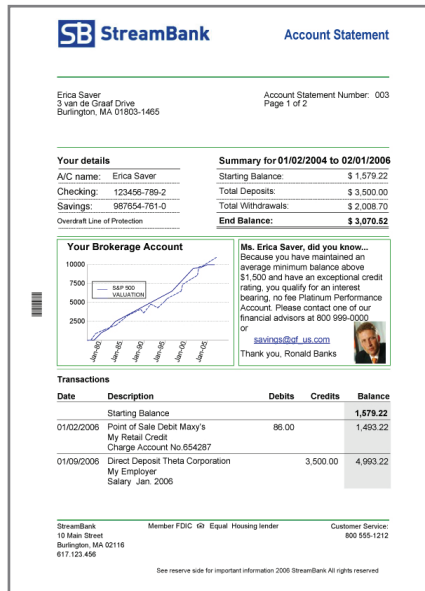 SB StreamBank
Account Statement
Erica Saver
3 van de Graaf Drive
Burlington, MA 01803-1465
Account Statement Number: 003
Page 1 of 2
Your details
A/C name: Erica Saver
Checking: 123456-789-2
Savings: 987654-761-0
Overdraft Line of Protection
Summary for 01/02/2004 to 02/01/2006
Starting Balance: $ 1,579.22
Total Deposits: $ 3,500.00
Total Withdrawals: $ 2,008.70
End Balance: $ 3,070.52
Your Brokerage Account
10000
7500
5000
2500
S&P 500
VALUATION
Jan-80.
Jan-85.
Jan-90.
Jan-95.
Jan-00.
Jan-05.
Ms. Erica Saver, did you know...
Because you have maintained an
average minimum balance above
$1,500 and have an exceptional credit
rating, you qualify for an interest
bearing, no fee Platinum Performance
Account. Please contact one of our
financial advisors at 800 999-0000
or
savings@gf_us.com
Thank you, Ronald Banks
Transactions
Date Description Debits Credits Balance
Starting Balance 1,579.22
01/02/2006 Point of Sale Debit Maxy's 86.00 1,493.22
My Retail Credit
Charge Account No.654287
01/09/2006 Direct Deposit Theta Corporation 3,500.00 4,993.22
My Employer
Salary Jan. 2006
StreamBank
10 Main Street
Burlington, MA 02116
617.123.456
Member FDIC Equal Housing lender
Customer Service:
800 555-1212
See reserve side for important information 2006 StreamBank All rights reserved